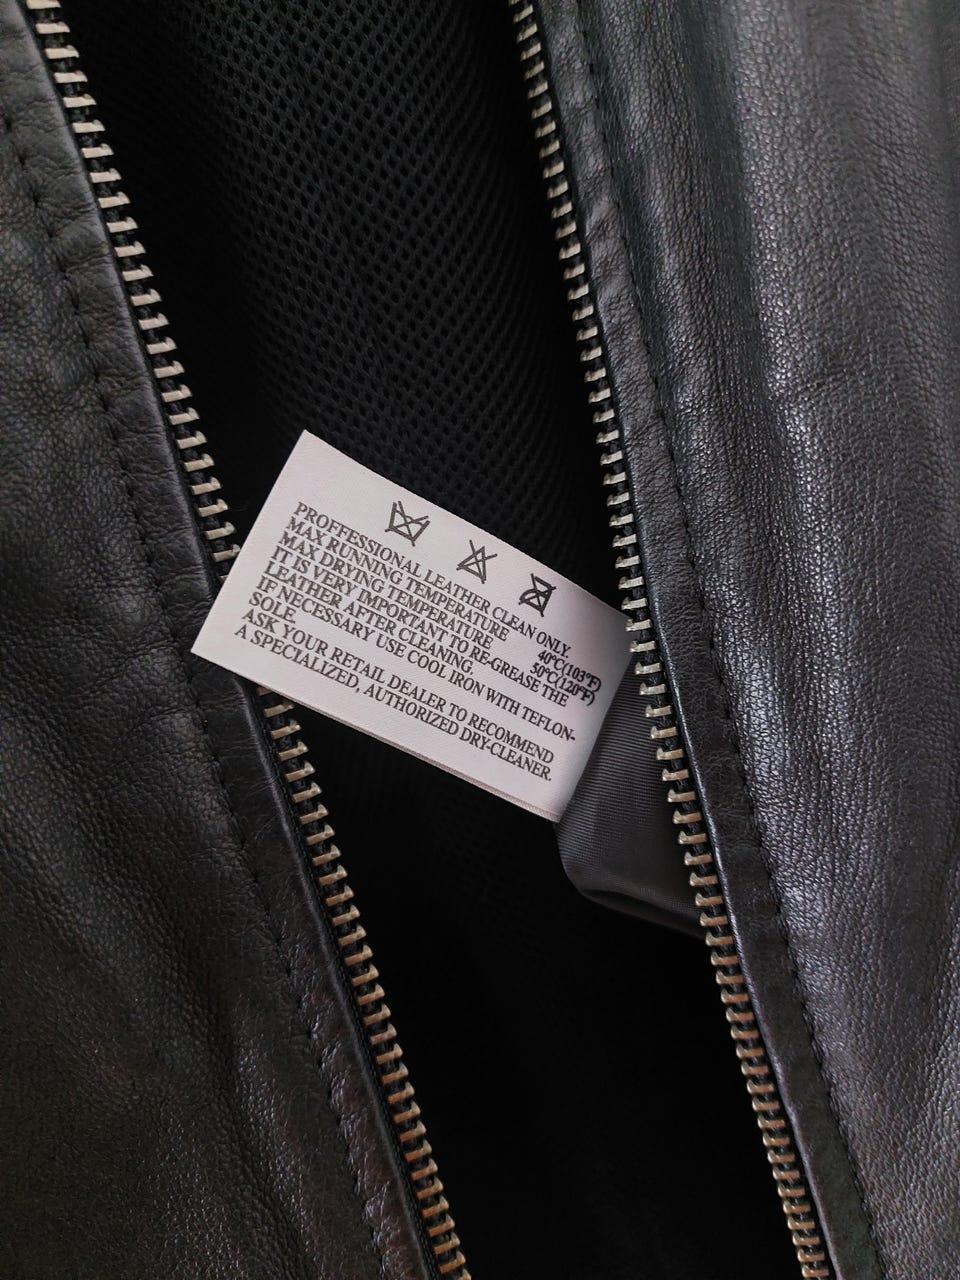 PROFFESSIONAL LEATHER CLEAN ONLY.
MAX RUNNING TEMPERATURE 40°C(103°F)
MAX DRYING TEMPERATURE 50°C(120°F)
IT IS VERY IMPORTANT TO RE-GREASE THE
LEATHER AFTER CLEANING.
IF NECESSARY USE COOL IRON WITH TEFLON-
SOLE.
ASK YOUR RETAIL DEALER TO RECOMMEND
A SPECIALIZED, AUTHORIZED DRY-CLEANER.